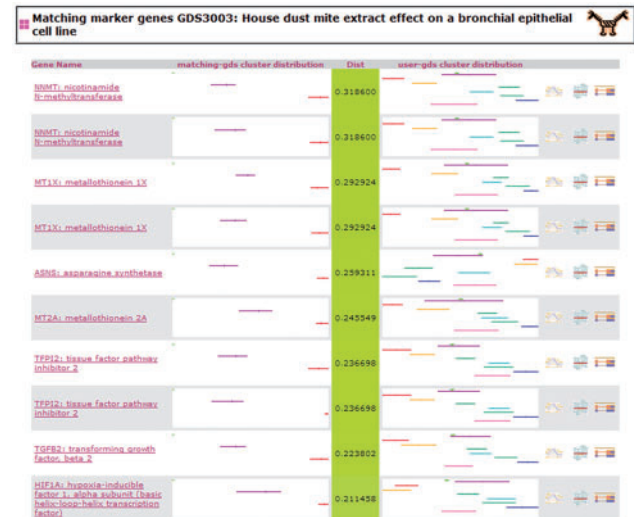 Matching marker genes GDS3003: House dust mite extract effect on a bronchial epithelial
cell line
Gene Name matching-gds cluster distribution Dist user-gds cluster distribution
NNMT: nicotinamide
N-methyltransferase
0.318600
NNMT: nicotinamide
N-methyltransferase
0.318600
MT1X: metallothionein 1X 0.292924
MT1X: metallothionein 1X 0.292924
ASNS: asparagine synthetase 0.259311
MT2A: metallothionein 2A 0.245549
TFPI2: tissue factor pathway
inhibitor 2
0.236698
TFPI2: tissue factor pathway
inhibitor 2
0.236698
TGFB2: transforming growth
factor, beta 2
0.223802
HIF1A: hypoxia-inducible
factor 1, alpha subunit (basic
helix-loop-helix transcription
factor)
0.211458